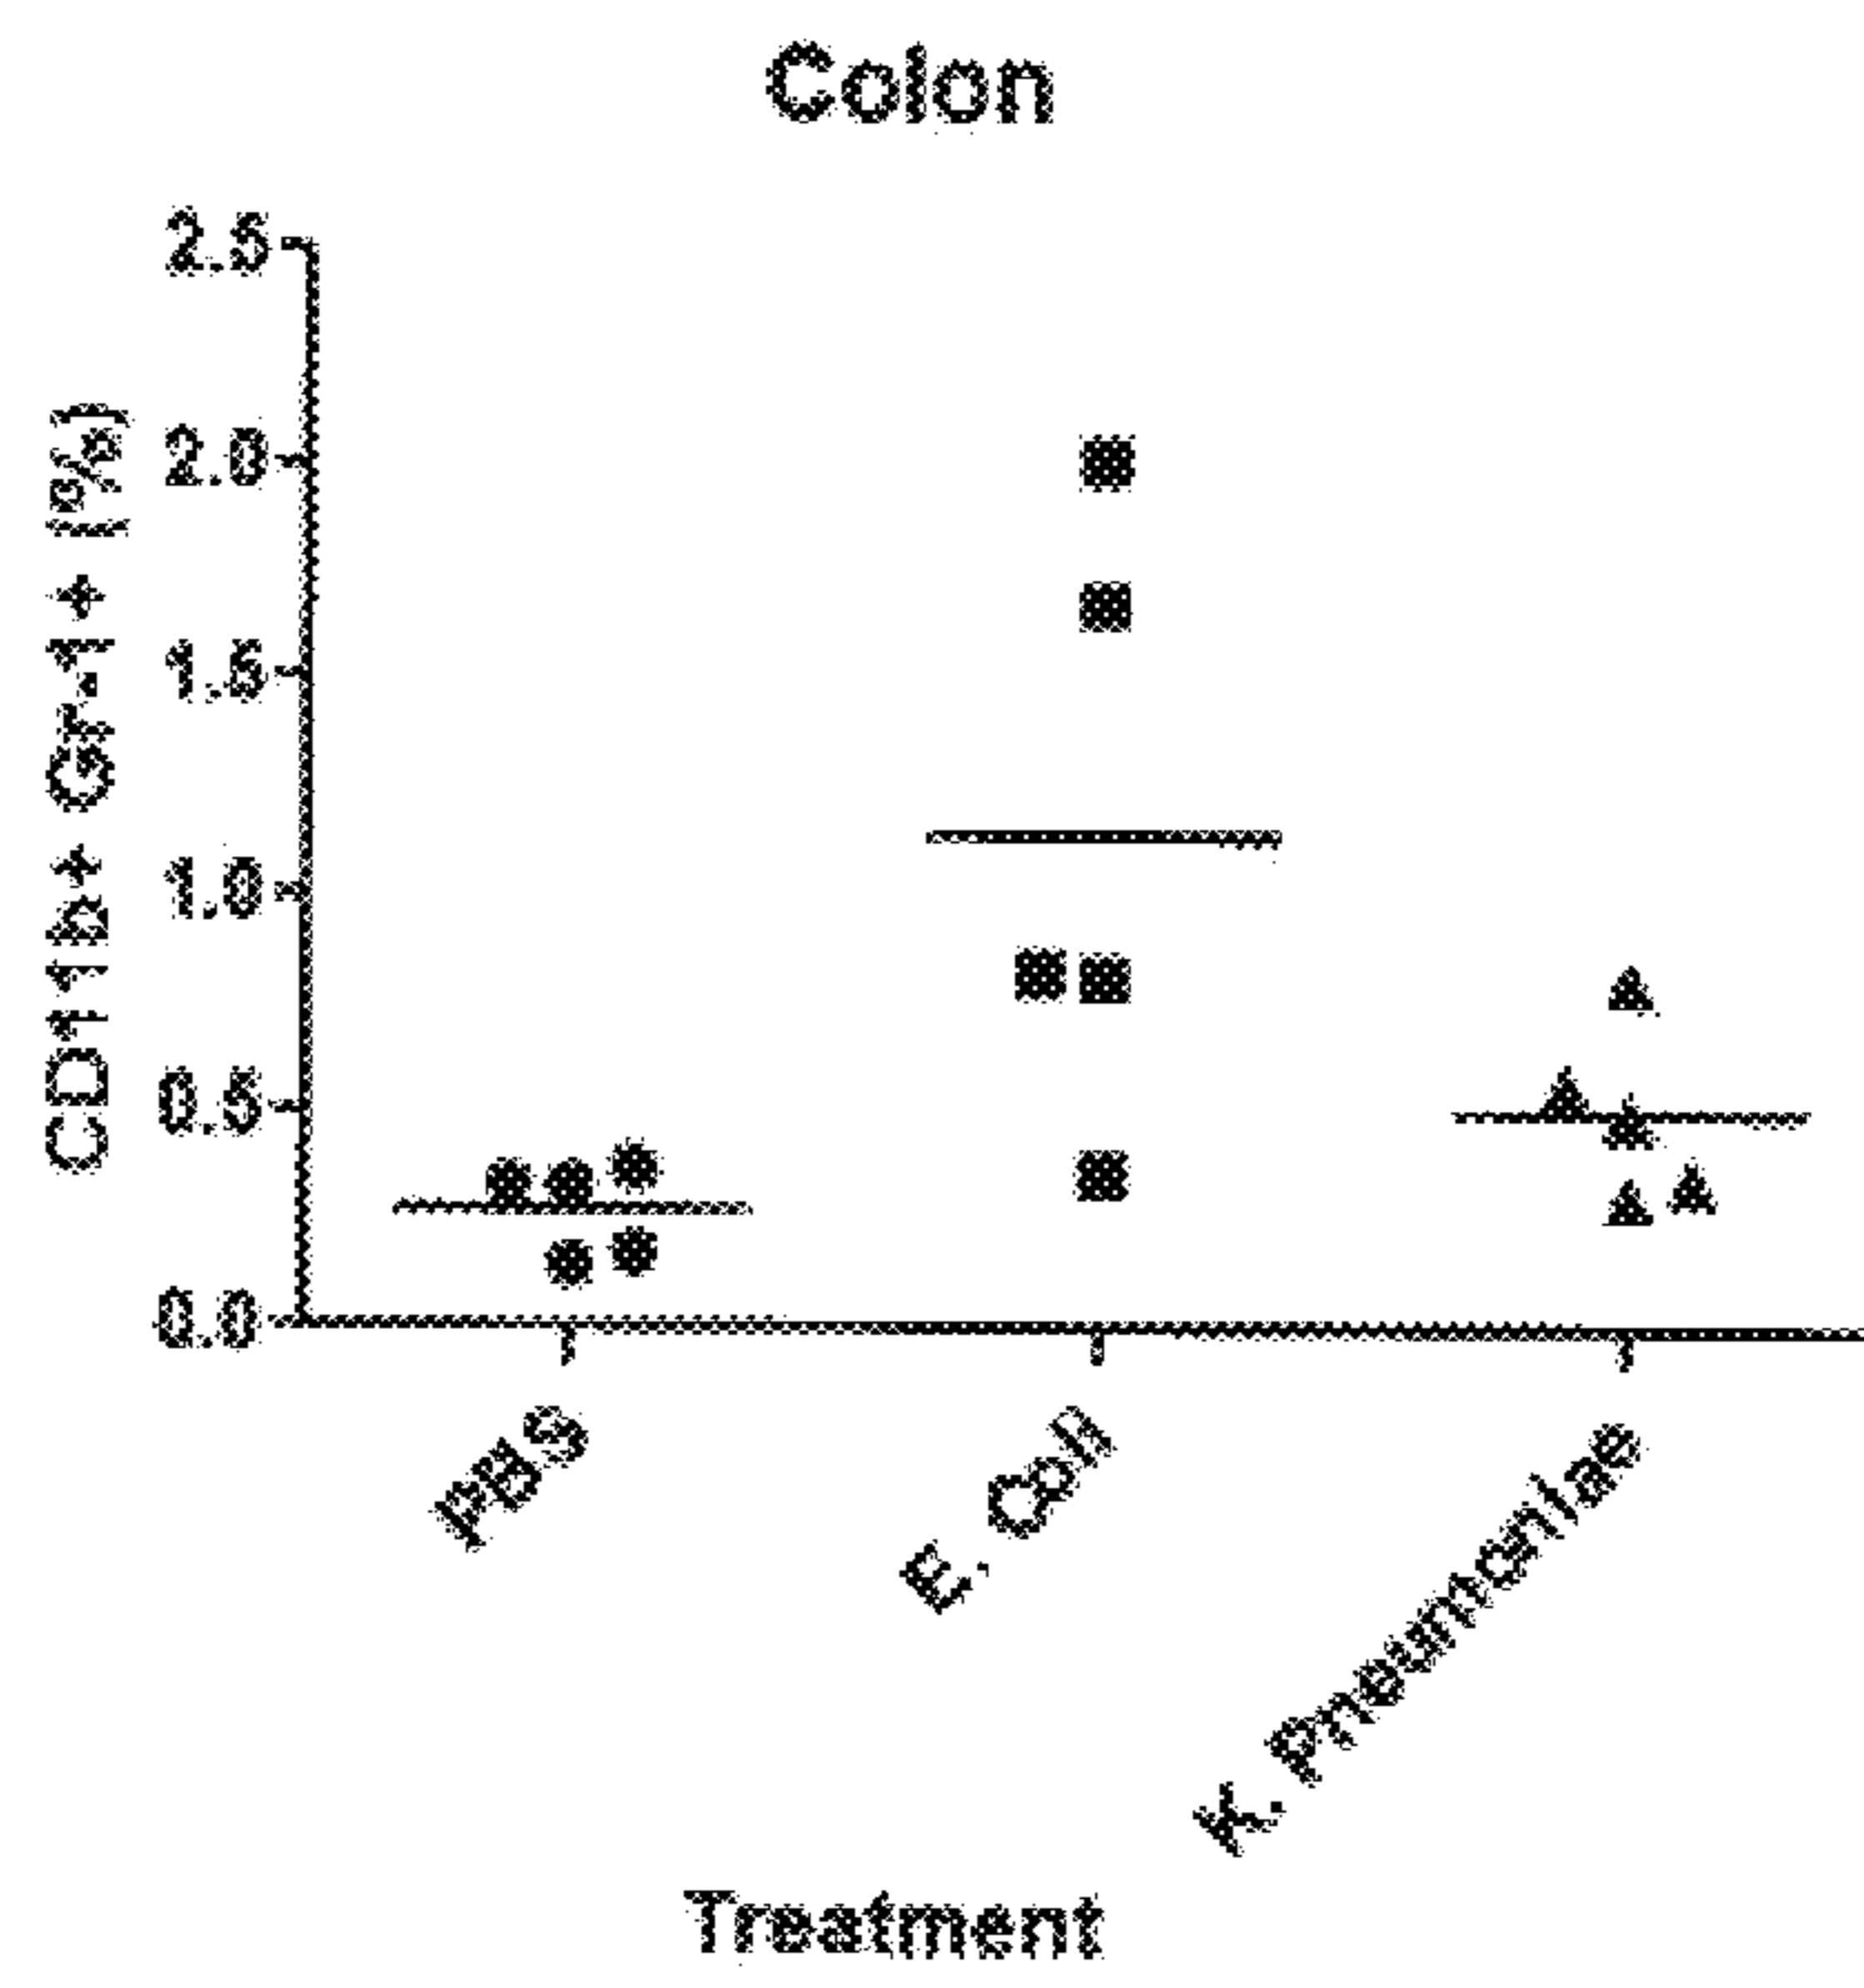 Colon
CD11b+ Gr-1+ [%]
2.5
2.0
1.5
1.0
0.5
0.0
PBS
E. Coli
K. Pneumoniae
Treatment